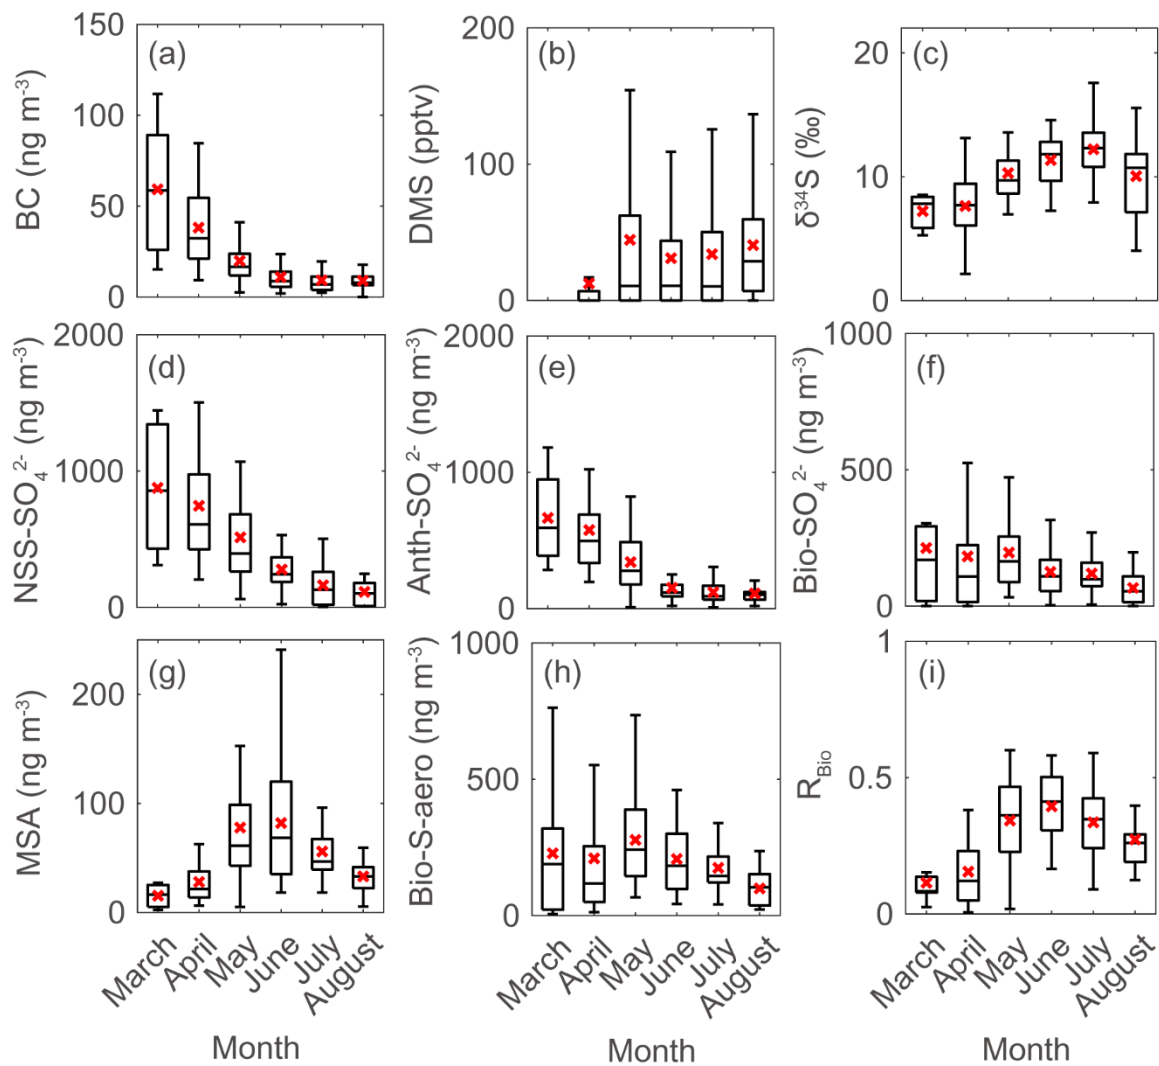 (a)
BC (ng m⁻³)
150
100
50
0
(b)
DMS (pptv)
200
100
0
(c)
δ³⁴S (‰)
20
10
0
(d)
NSS-SO₄²⁻ (ng m⁻³)
2000
1000
0
(e)
Anth-SO₄²⁻ (ng m⁻³)
2000
1000
0
(f)
Bio-SO₄²⁻ (ng m⁻³)
1000
500
0
(g)
MSA (ng m⁻³)
200
100
0
March
April
May
June
July
August
Month
(h)
Bio-S-aero (ng m⁻³)
1000
500
0
March
April
May
June
July
August
Month
(i)
R_Bio
1
0.5
0
March
April
May
June
July
August
Month